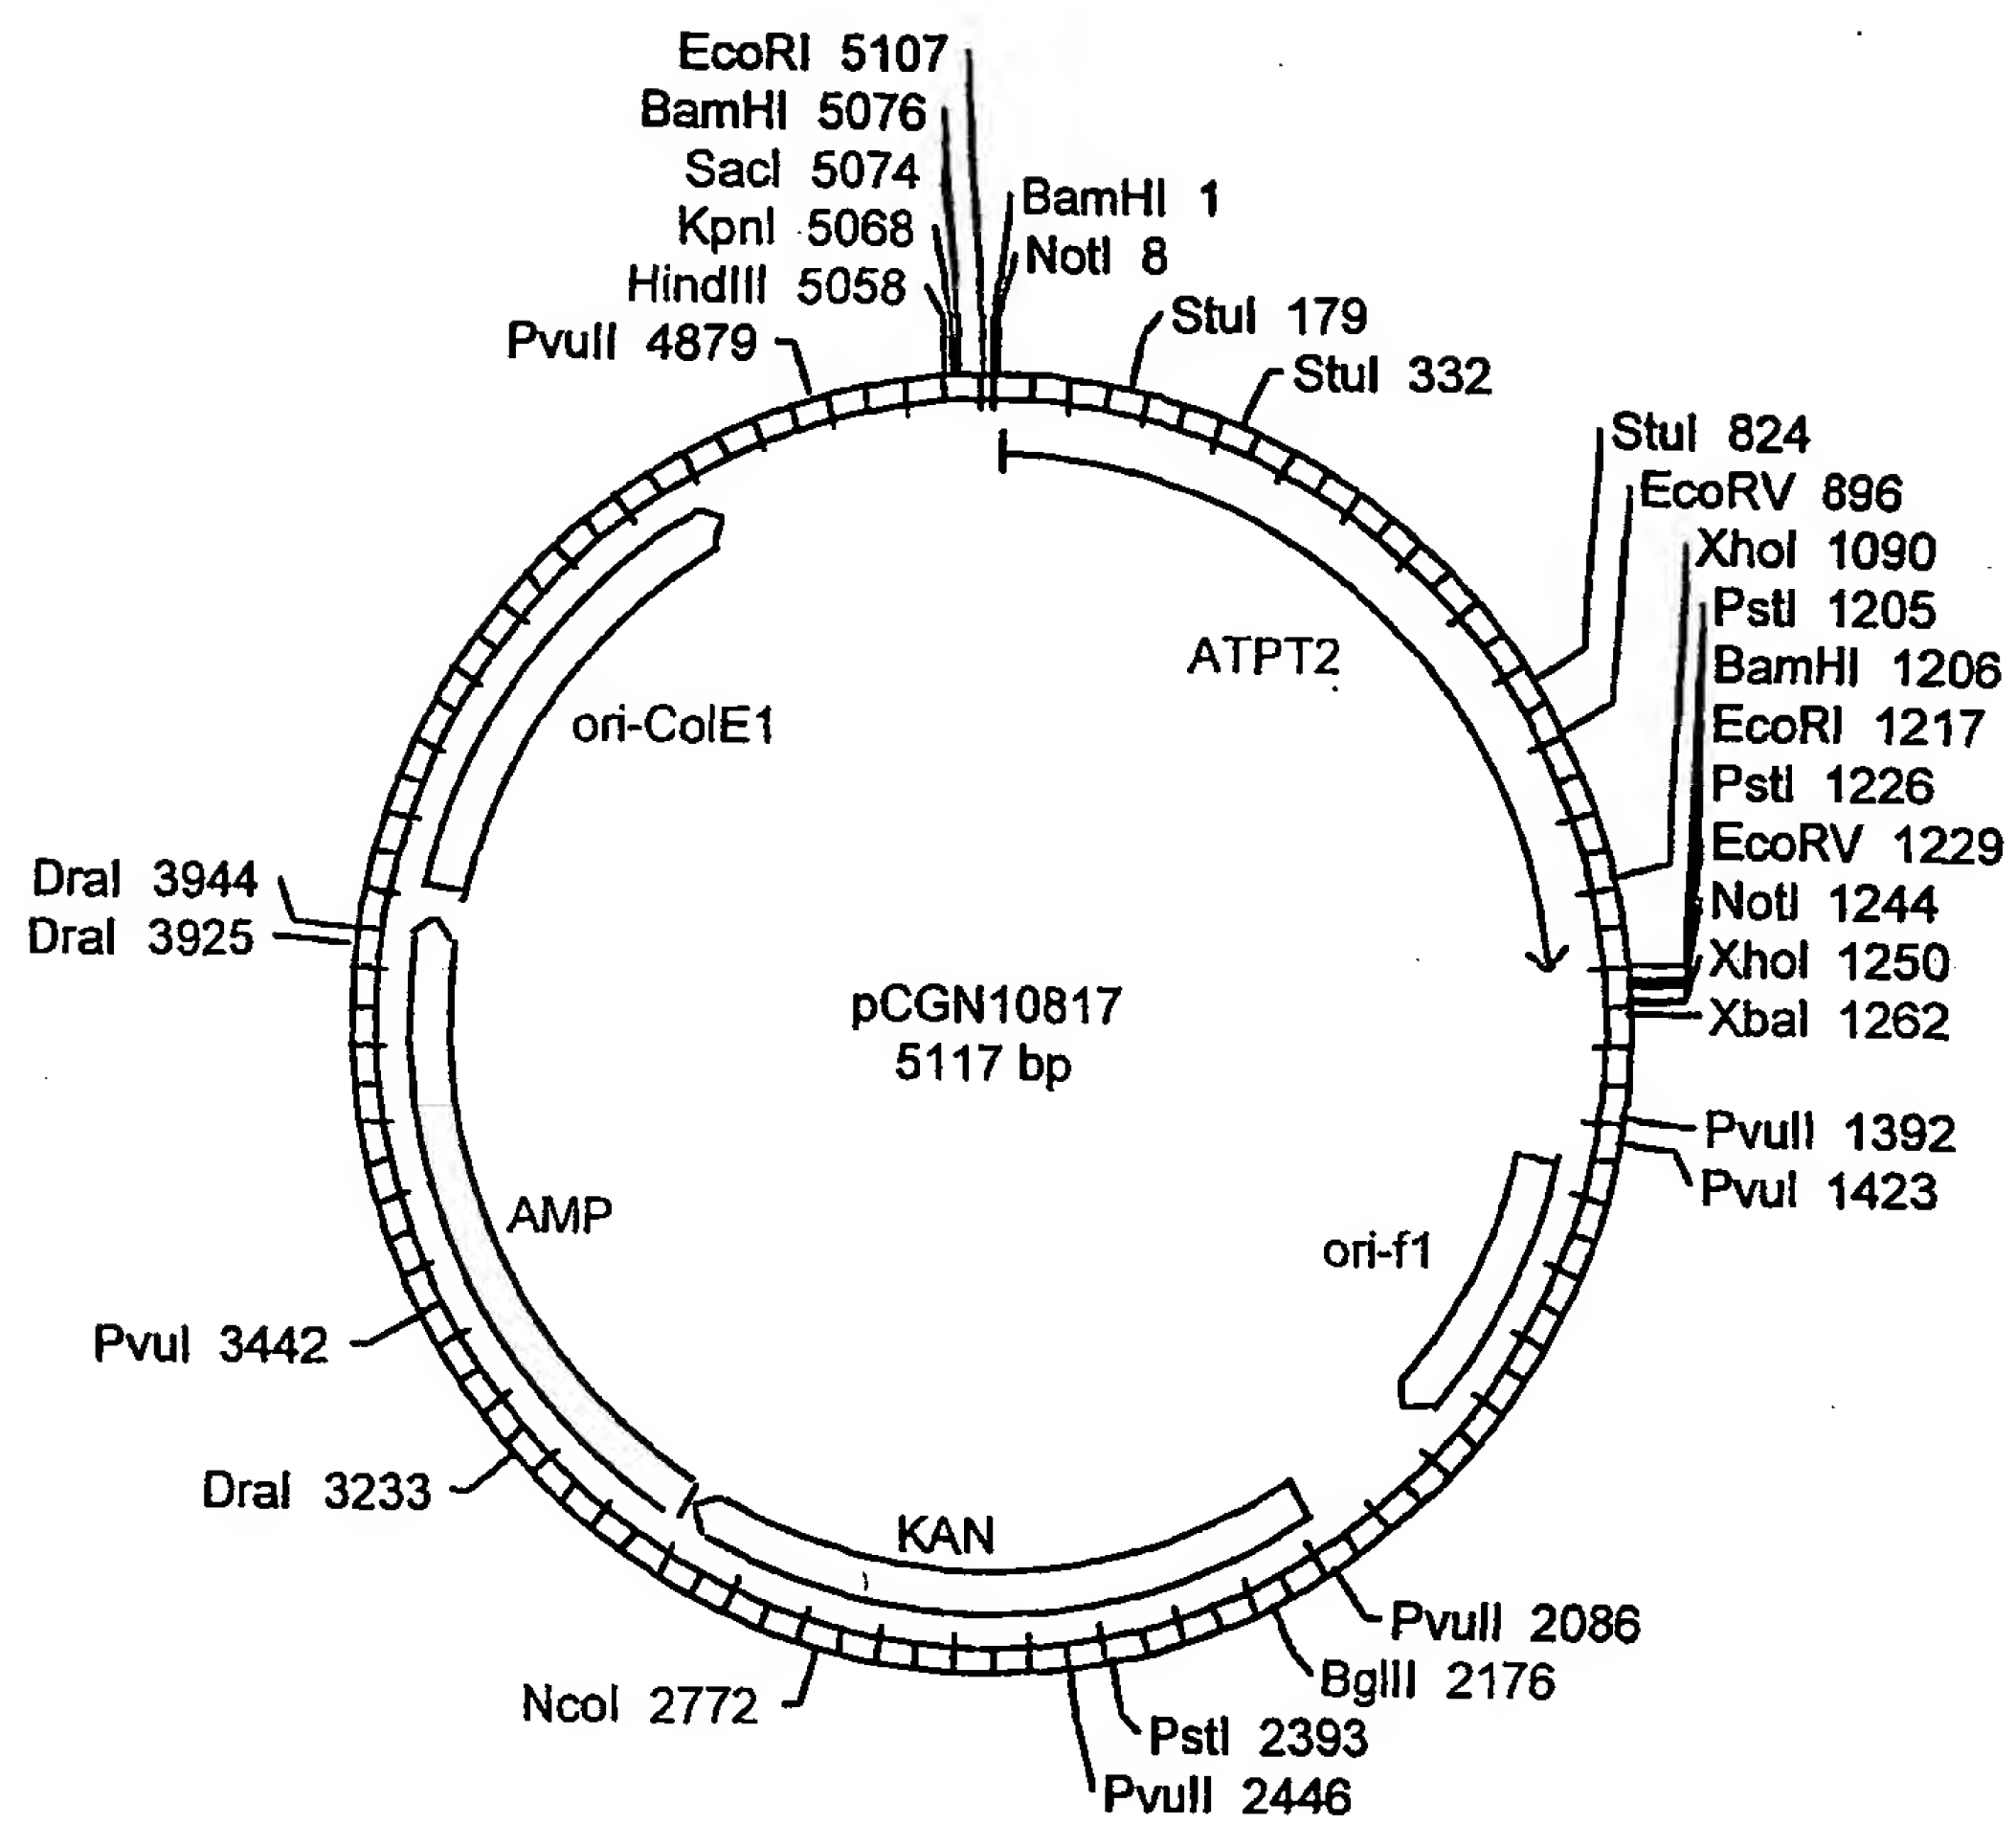 EcoRI 5107
BamHI 5076
SacI 5074
KpnI 5068
HindIII 5058
PvuII 4879
BamHI 1
NotI 8
StuI 179
StuI 332
StuI 824
EcoRV 896
XhoI 1090
PstI 1205
BamHI 1206
EcoRI 1217
PstI 1226
EcoRV 1229
NotI 1244
XhoI 1250
XbaI 1262
PvuII 1392
PvuI 1423
ATPT2
ori-ColE1
DraI 3944
DraI 3925
pCGN10817
5117 bp
AMP
ori-f1
PvuI 3442
DraI 3233
KAN
PvuII 2086
BglII 2176
NcoI 2772
PstI 2393
PvuII 2446